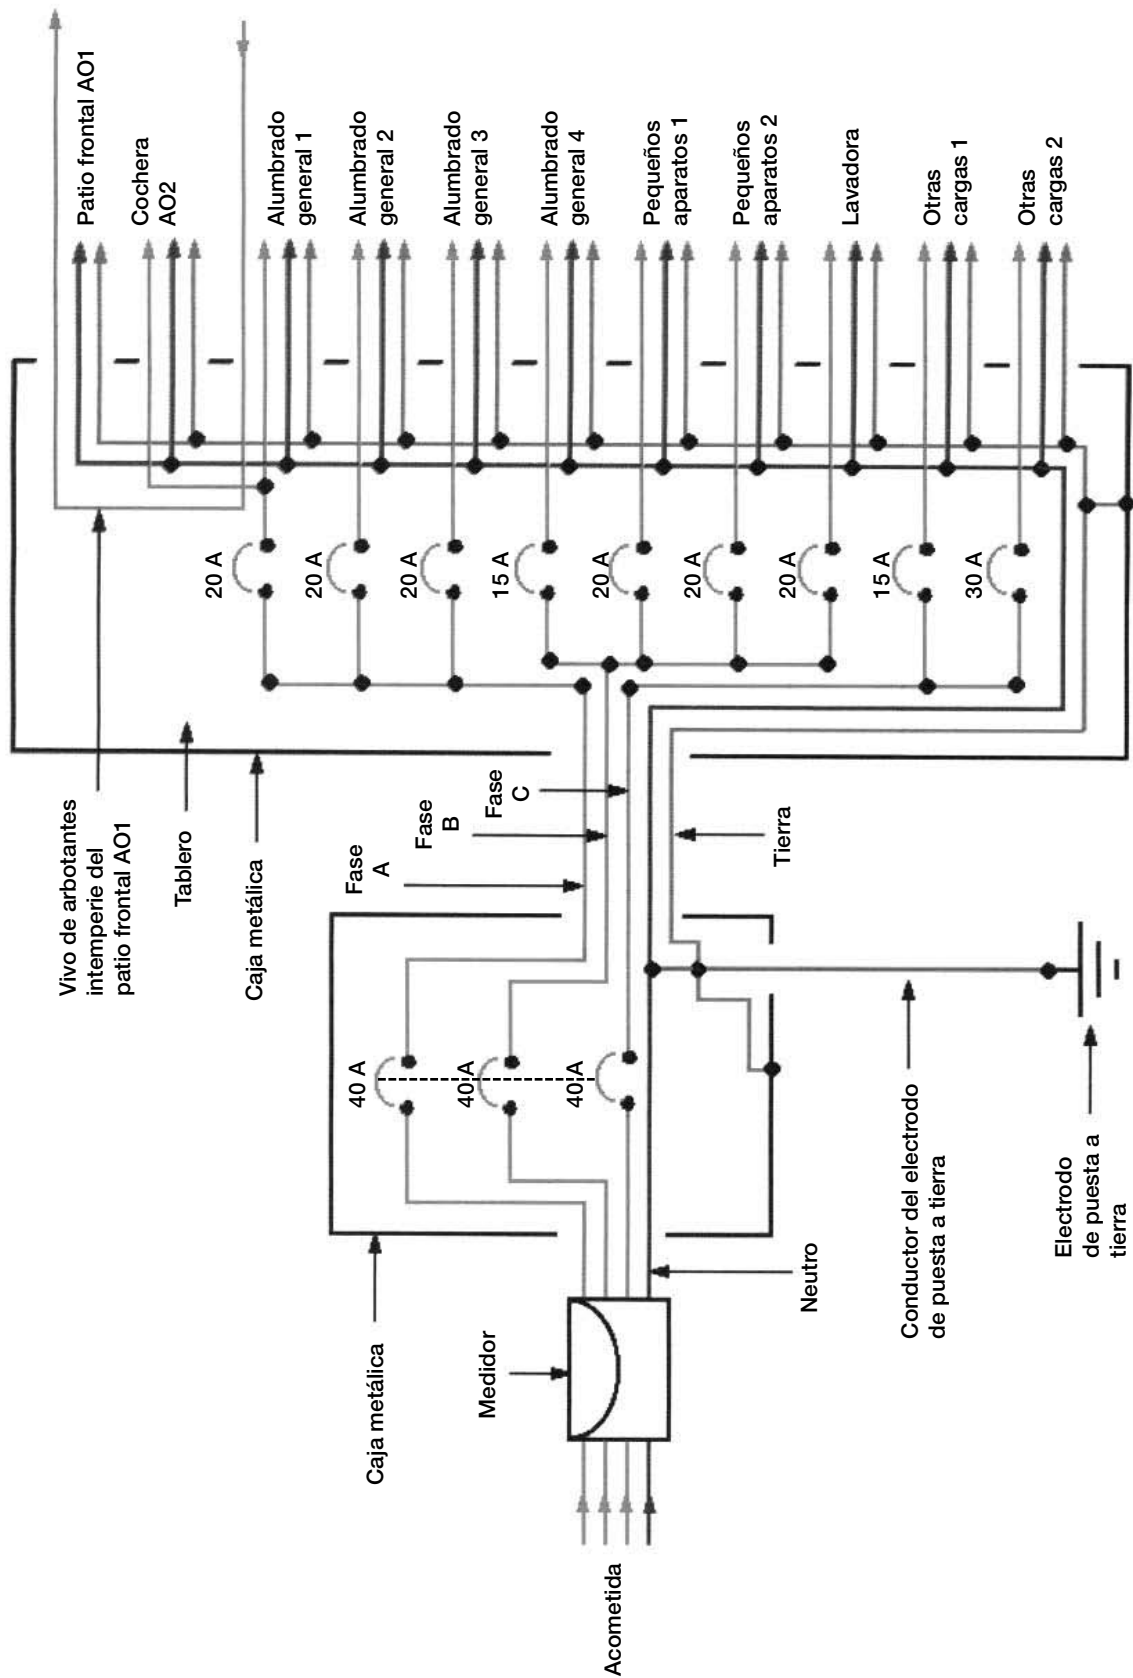 Patio frontal AO1
Cochera
AO2
Alumbrado
general 1
Alumbrado
general 2
Alumbrado
general 3
Alumbrado
general 4
Pequeños
aparatos 1
Pequeños
aparatos 2
Lavadora
Otras
cargas 1
Otras
cargas 2
20 A
20 A
20 A
15 A
20 A
20 A
20 A
15 A
30 A
Vivo de arbotantes
intemperie del
patio frontal AO1
Tablero
Caja metálica
Fase
A
Fase
B
Fase
C
Tierra
40 A
40 A
40 A
Caja metálica
Medidor
Neutro
Conductor del electrodo
de puesta a tierra
Electrodo
de puesta a
tierra
Acometida